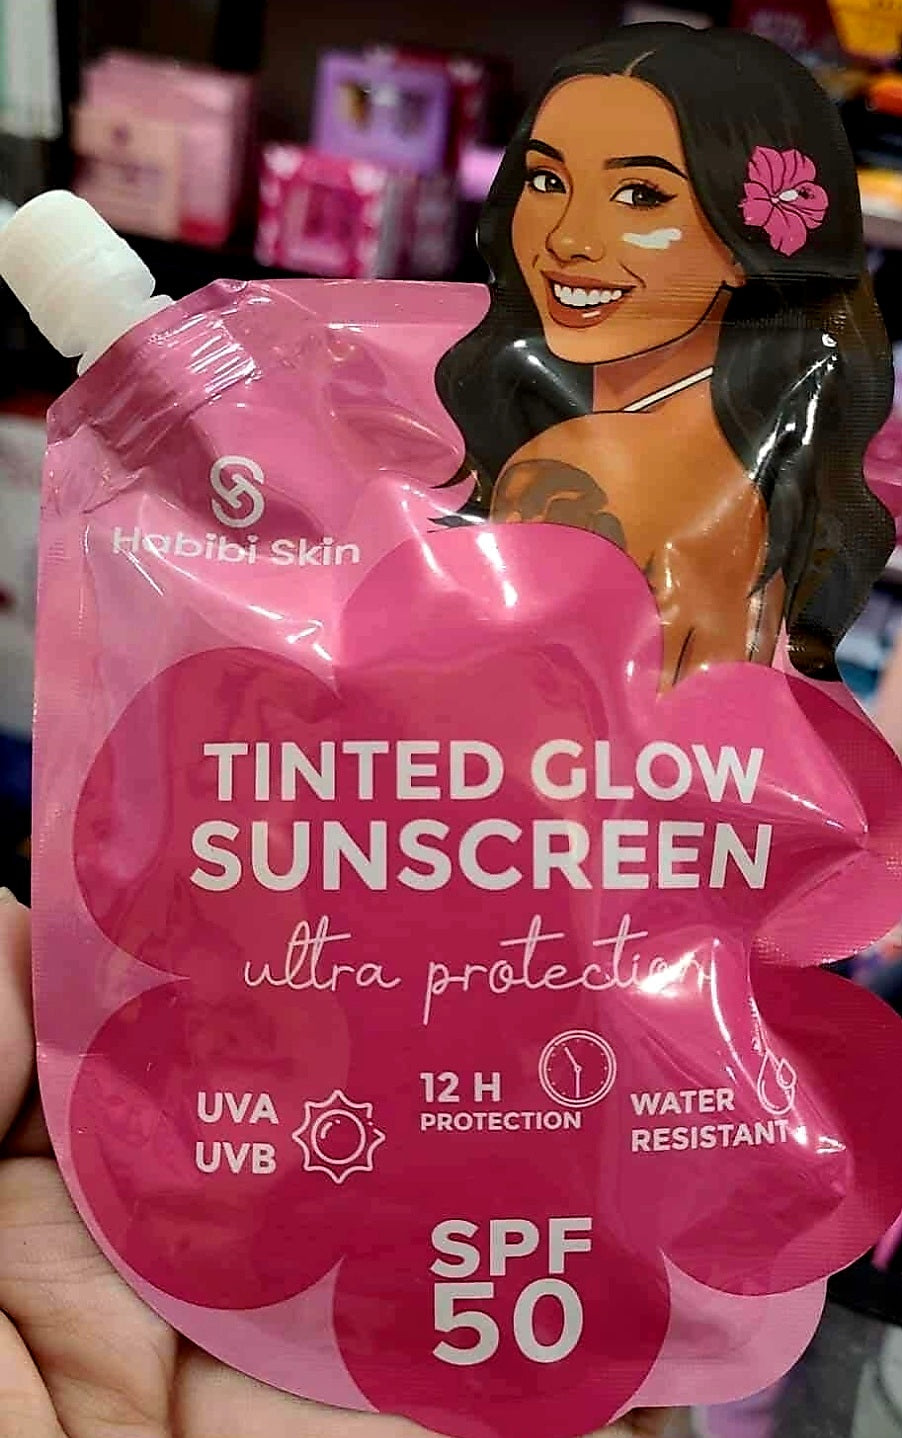 Habibi Skin
TINTED GLOW
SUNSCREEN
ultra protection
UVA
UVB
12 H
PROTECTION
WATER
RESISTANT
SPF
50